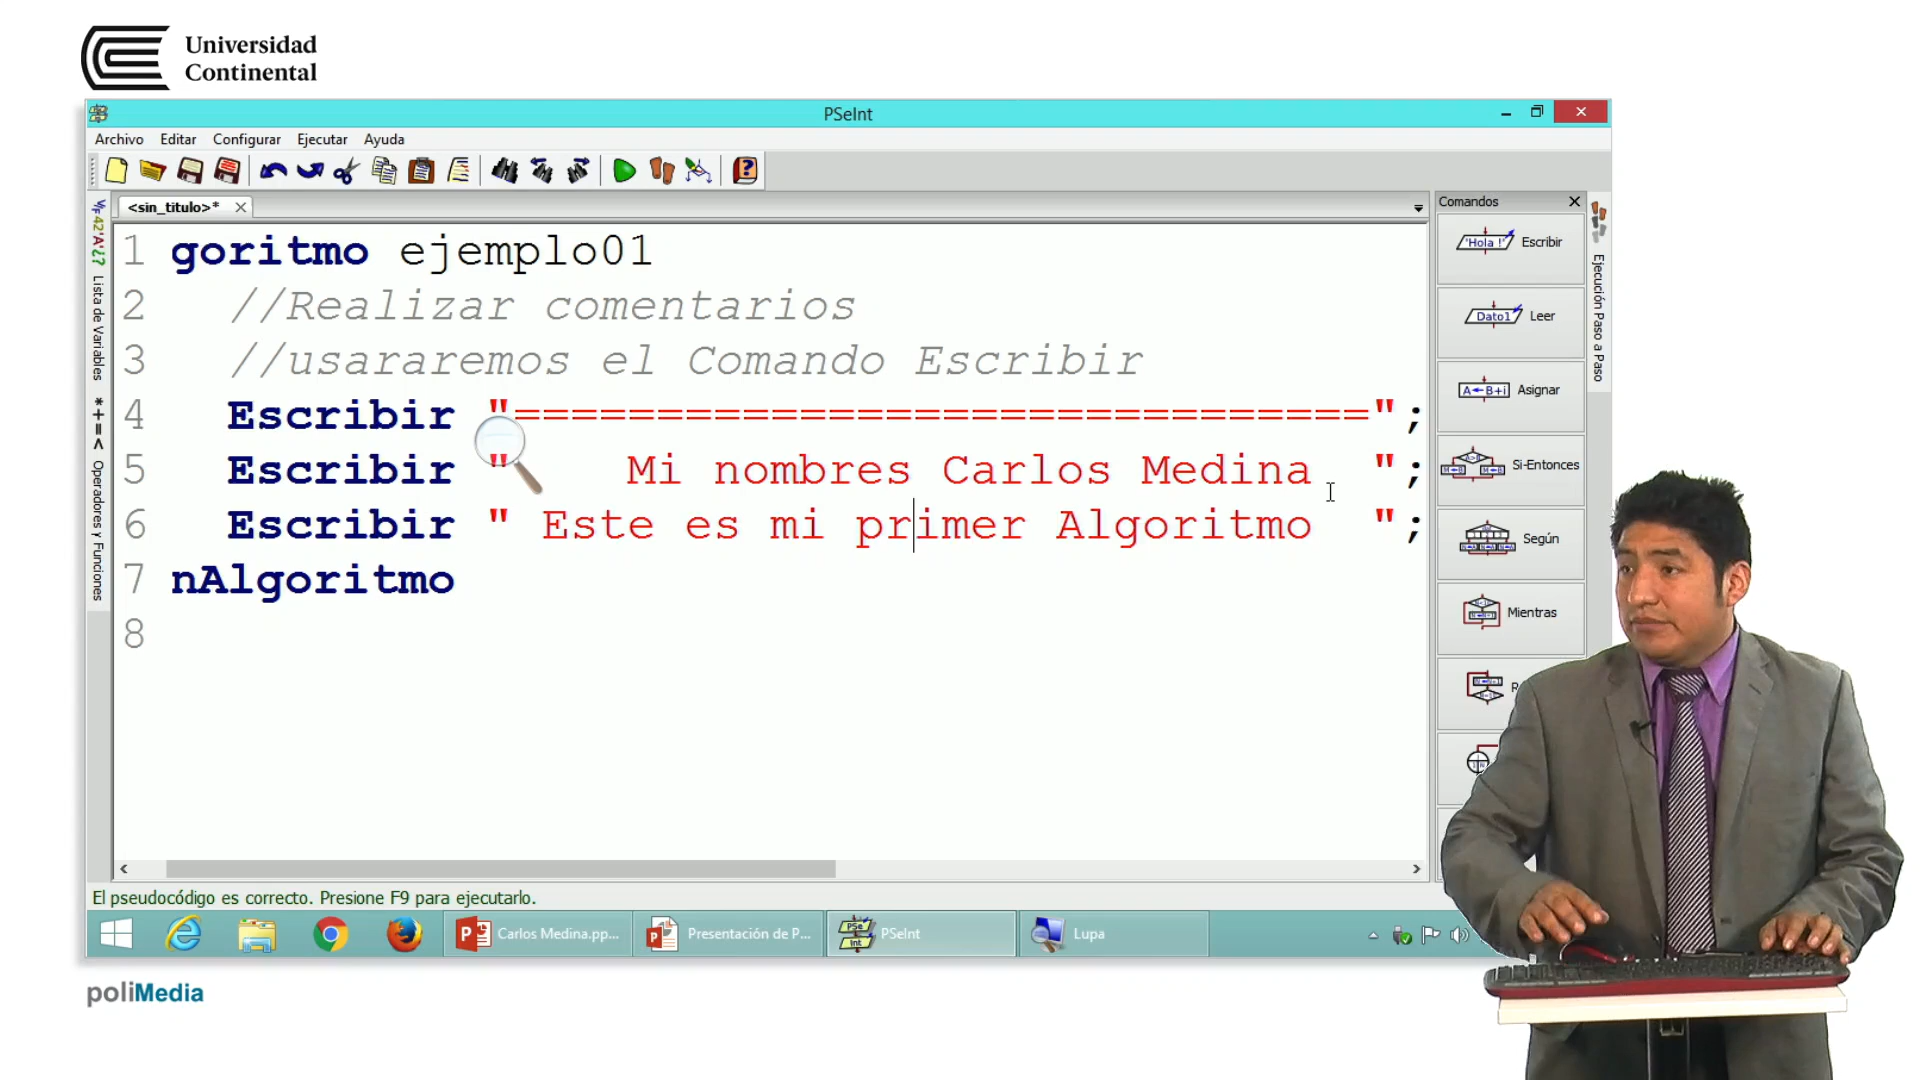 Universidad
Continental
PSeInt
Archivo Editar Configurar Ejecutar Ayuda
<sin_titulo>*
Comandos
Lista de Variables
Operadores y Funciones
*+=<
Ejecución Paso a Paso
1 goritmo ejemplo01
2 //Realizar comentarios
3 //usararemos el Comando Escribir
4 Escribir "==============================";
5 Escribir "    Mi nombres Carlos Medina  ";
6 Escribir " Este es mi primer Algoritmo  ";
7 nAlgoritmo
8
'Hola !' Escribir
Dato1 Leer
A←B+i Asignar
Si-Entonces
Según
Mientras
El pseudocódigo es correcto. Presione F9 para ejecutarlo.
Carlos Medina.pp...
Presentación de P...
PSeInt
Lupa
poliMedia